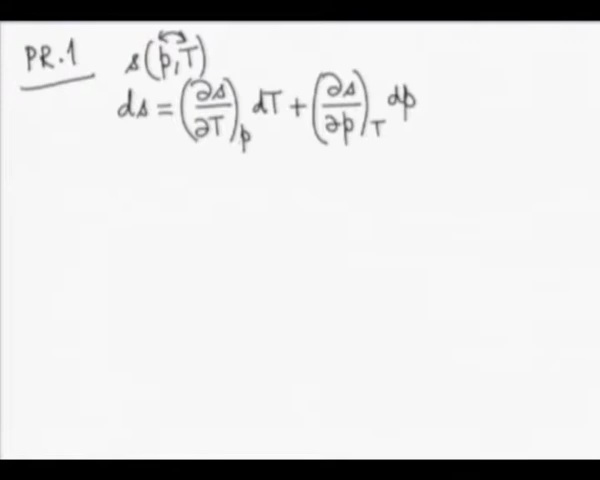 PR.1 s(p,T)
ds = (∂s/∂T)_p dT + (∂s/∂p)_T dp